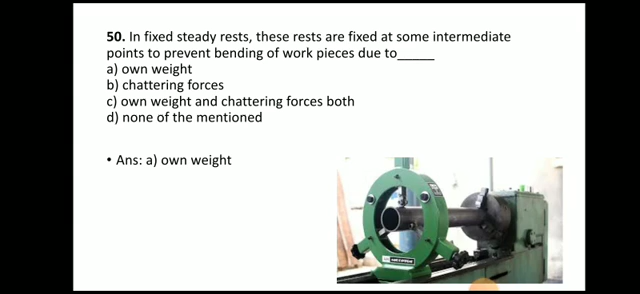 50. In fixed steady rests, these rests are fixed at some intermediate
points to prevent bending of work pieces due to_____
a) own weight
b) chattering forces
c) own weight and chattering forces both
d) none of the mentioned
• Ans: a) own weight